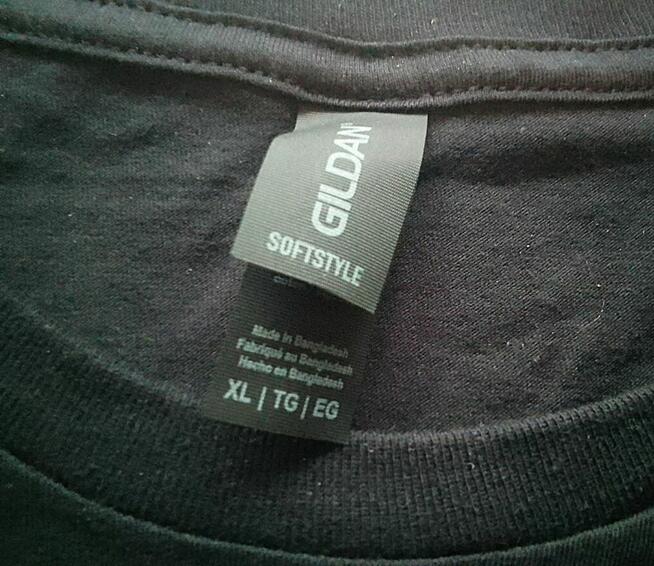 GILDAN
SOFTSTYLE
Made in Bangladesh
Fabriqué au Bangladesh
Hecho en Bangladesh
XL | TG | EG